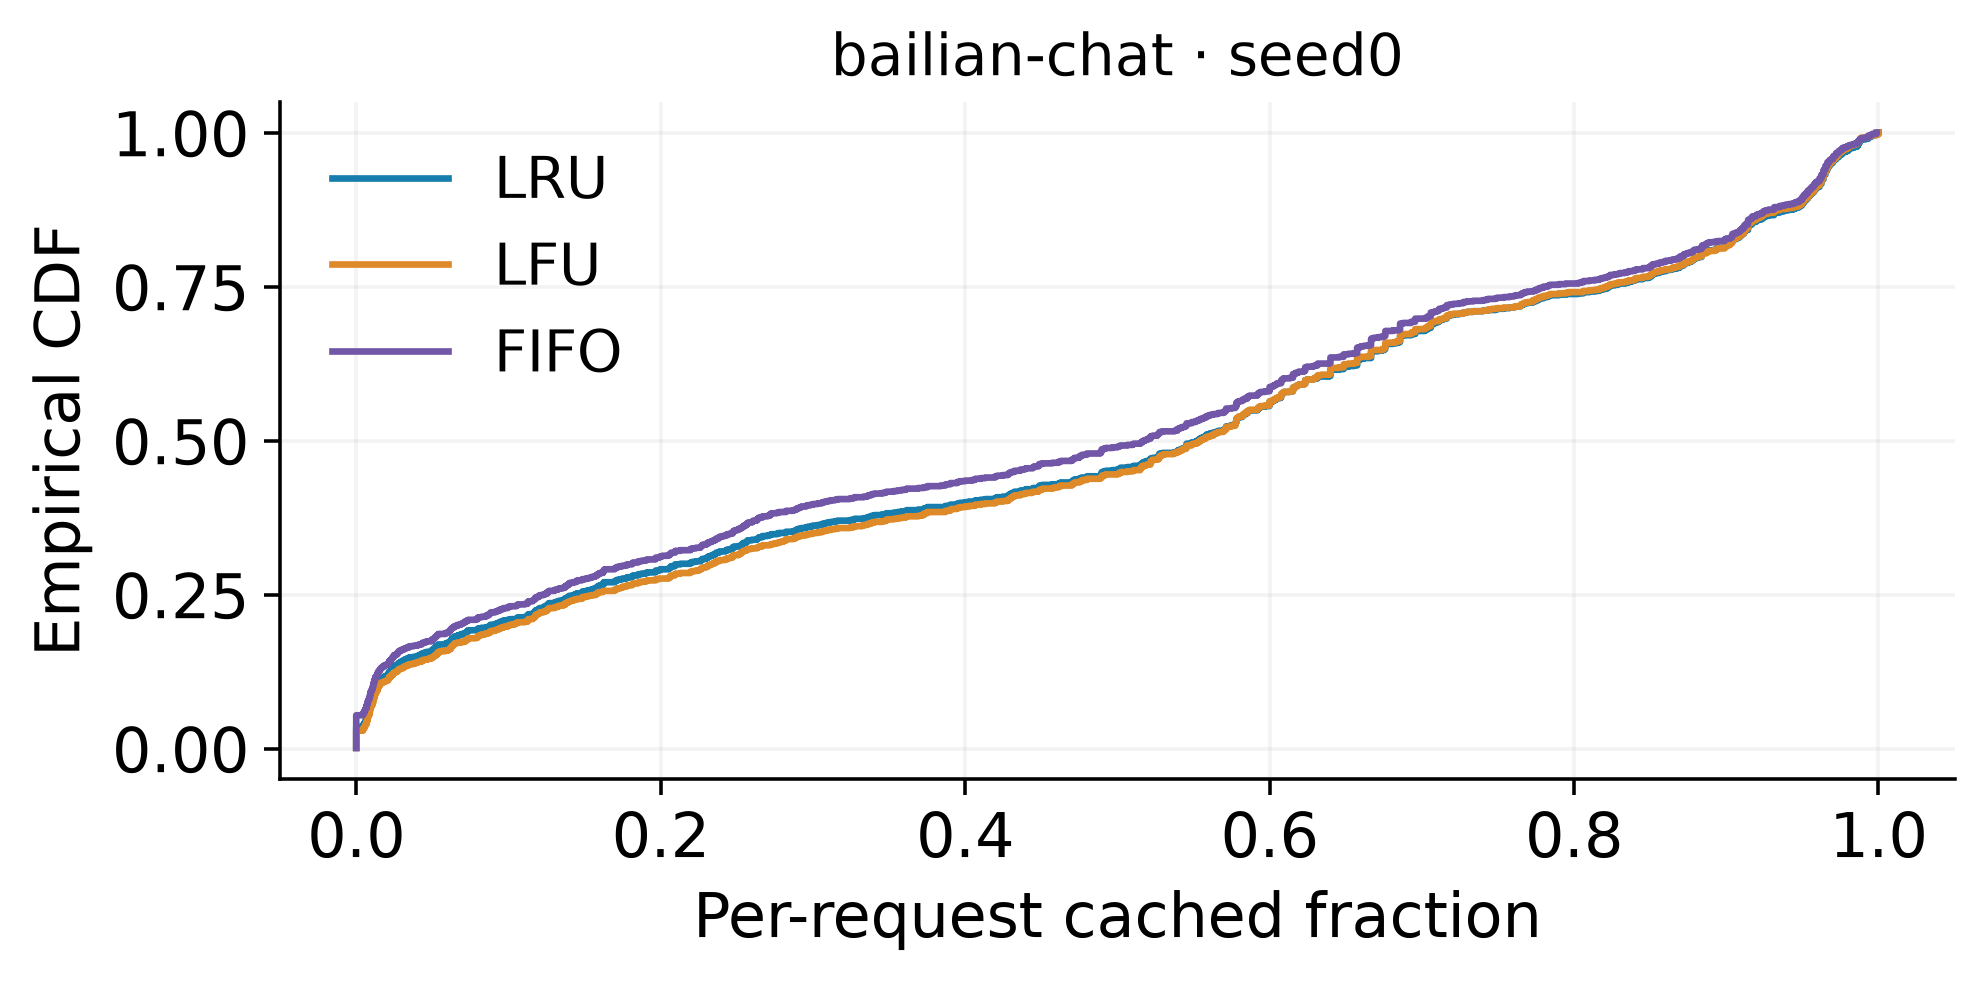 bailian-chat · seed0
Empirical CDF
1.00
0.75
0.50
0.25
0.00
LRU
LFU
FIFO
0.0 0.2 0.4 0.6 0.8 1.0
Per-request cached fraction